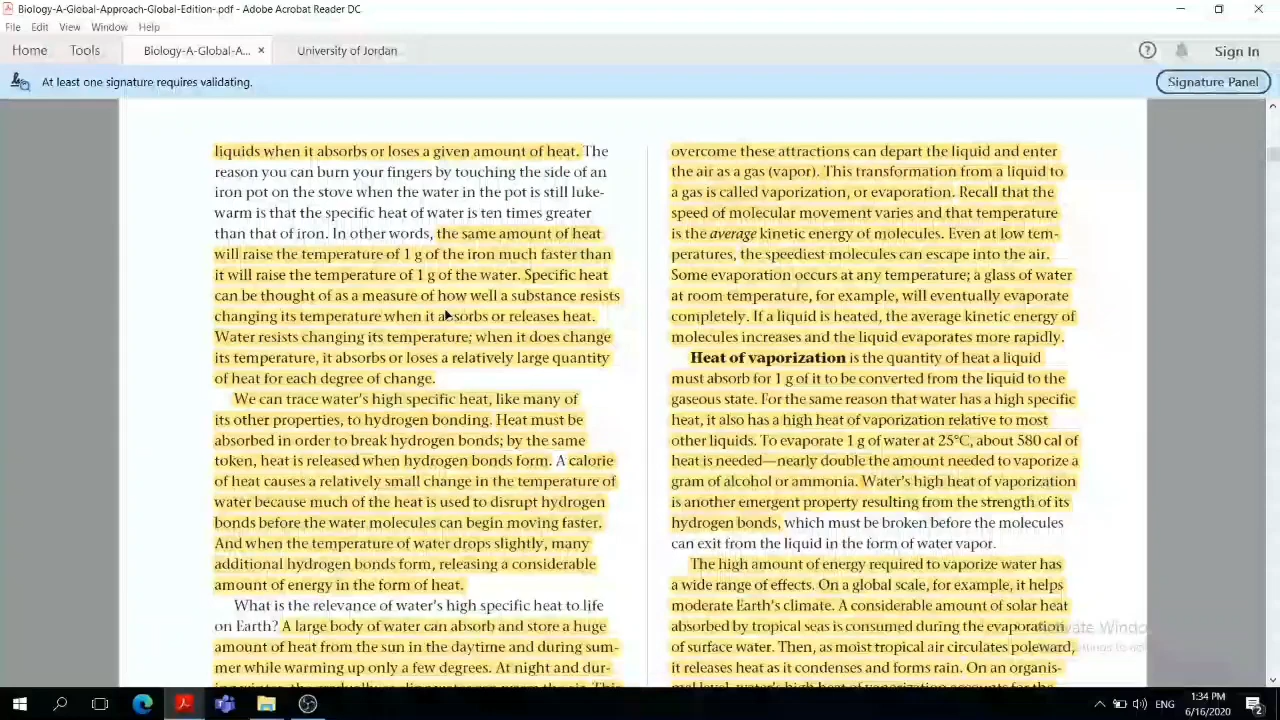 Biology-A-Global-Approach-Global-Edition-.pdf - Adobe Acrobat Reader DC
File Edit View Window Help
Home Tools Biology-A-Global-A... × University of Jordan Sign In
At least one signature requires validating. Signature Panel
liquids when it absorbs or loses a given amount of heat. The
reason you can burn your fingers by touching the side of an
iron pot on the stove when the water in the pot is still luke-
warm is that the specific heat of water is ten times greater
than that of iron. In other words, the same amount of heat
will raise the temperature of 1 g of the iron much faster than
it will raise the temperature of 1 g of the water. Specific heat
can be thought of as a measure of how well a substance resists
changing its temperature when it absorbs or releases heat.
Water resists changing its temperature; when it does change
its temperature, it absorbs or loses a relatively large quantity
of heat for each degree of change.
We can trace water's high specific heat, like many of
its other properties, to hydrogen bonding. Heat must be
absorbed in order to break hydrogen bonds; by the same
token, heat is released when hydrogen bonds form. A calorie
of heat causes a relatively small change in the temperature of
water because much of the heat is used to disrupt hydrogen
bonds before the water molecules can begin moving faster.
And when the temperature of water drops slightly, many
additional hydrogen bonds form, releasing a considerable
amount of energy in the form of heat.
What is the relevance of water's high specific heat to life
on Earth? A large body of water can absorb and store a huge
amount of heat from the sun in the daytime and during sum-
mer while warming up only a few degrees. At night and dur-
overcome these attractions can depart the liquid and enter
the air as a gas (vapor). This transformation from a liquid to
a gas is called vaporization, or evaporation. Recall that the
speed of molecular movement varies and that temperature
is the average kinetic energy of molecules. Even at low tem-
peratures, the speediest molecules can escape into the air.
Some evaporation occurs at any temperature; a glass of water
at room temperature, for example, will eventually evaporate
completely. If a liquid is heated, the average kinetic energy of
molecules increases and the liquid evaporates more rapidly.
Heat of vaporization is the quantity of heat a liquid
must absorb for 1 g of it to be converted from the liquid to the
gaseous state. For the same reason that water has a high specific
heat, it also has a high heat of vaporization relative to most
other liquids. To evaporate 1 g of water at 25°C, about 580 cal of
heat is needed—nearly double the amount needed to vaporize a
gram of alcohol or ammonia. Water's high heat of vaporization
is another emergent property resulting from the strength of its
hydrogen bonds, which must be broken before the molecules
can exit from the liquid in the form of water vapor.
The high amount of energy required to vaporize water has
a wide range of effects. On a global scale, for example, it helps
moderate Earth's climate. A considerable amount of solar heat
absorbed by tropical seas is consumed during the evaporation
of surface water. Then, as moist tropical air circulates poleward,
it releases heat as it condenses and forms rain. On an organis-
ENG
1:34 PM
6/16/2020
2